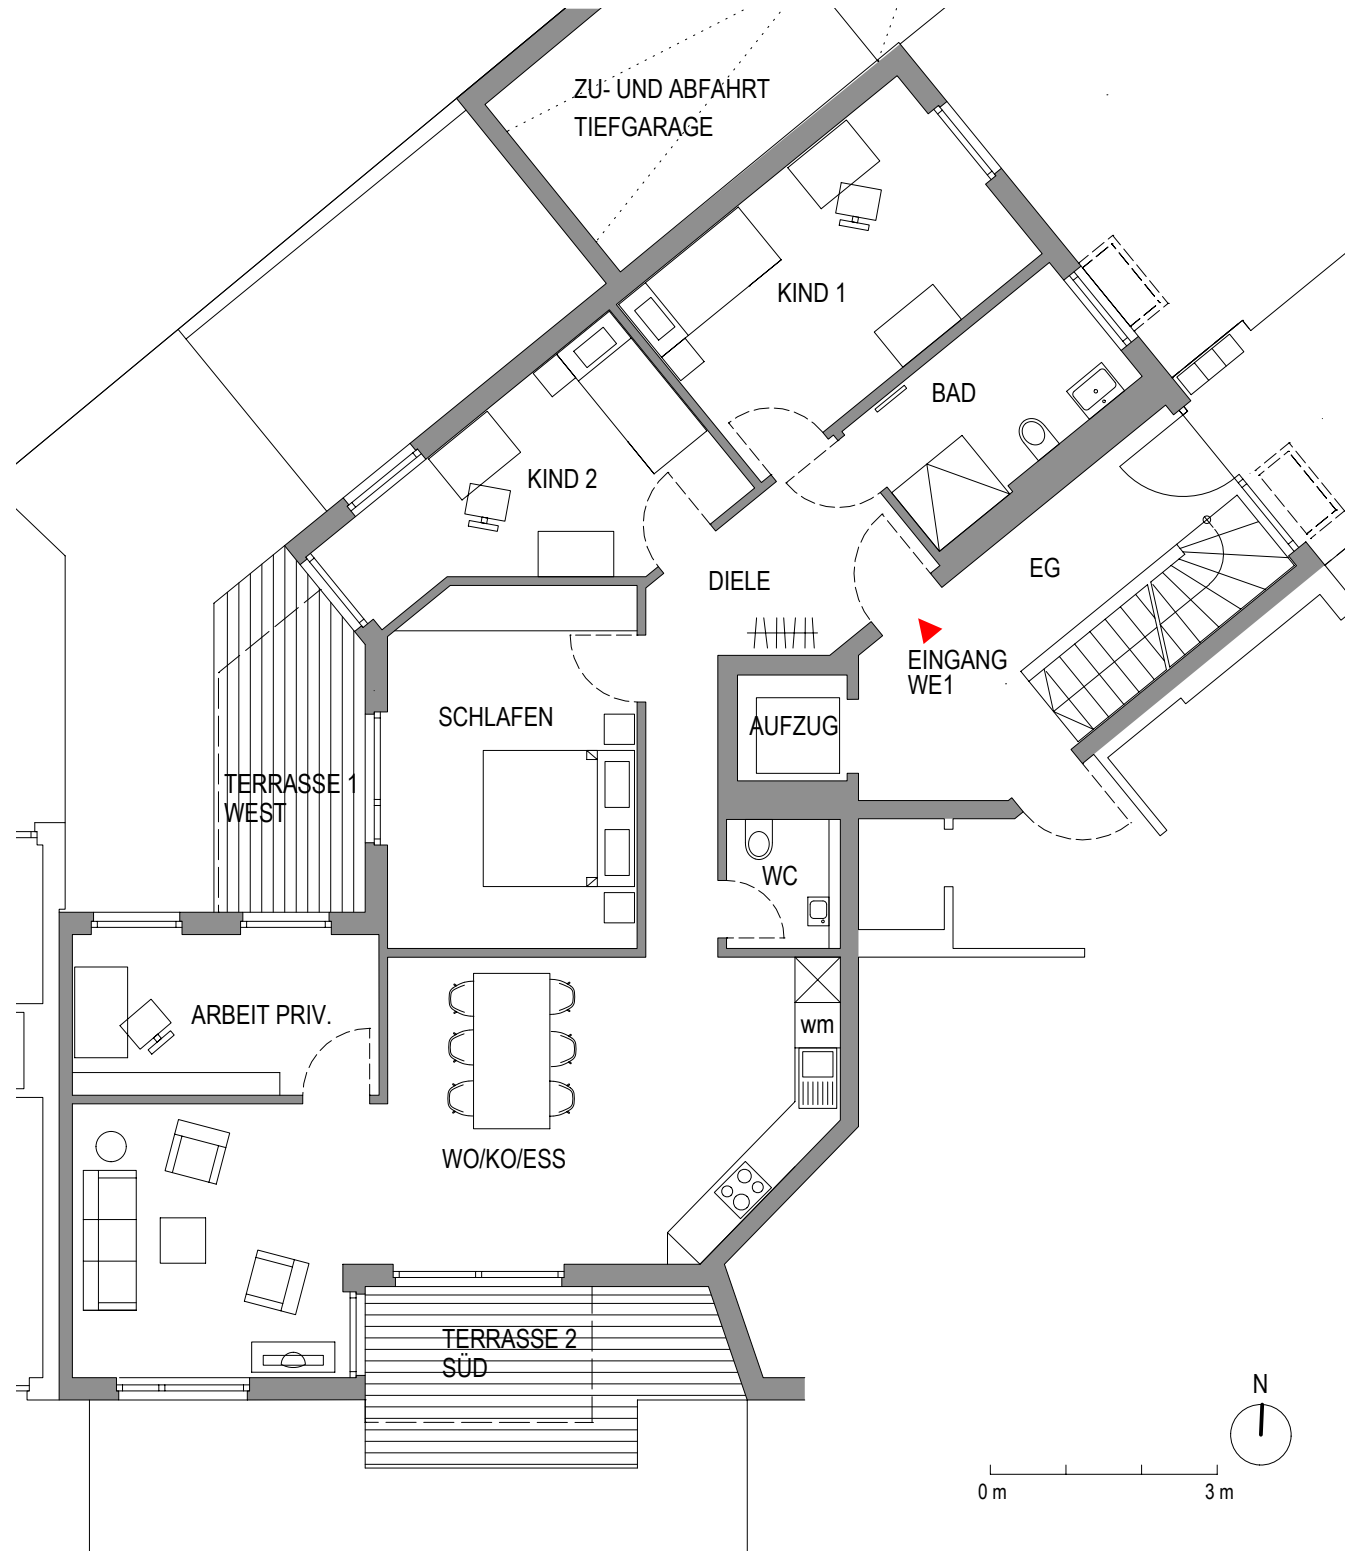 ZU- UND ABFAHRT
TIEFGARAGE
KIND 1
BAD
KIND 2
DIELE
EG
EINGANG
WE1
SCHLAFEN
AUFZUG
TERRASSE 1
WEST
WC
ARBEIT PRIV.
wm
WO/KO/ESS
TERRASSE 2
SÜD
N
0 m
3 m